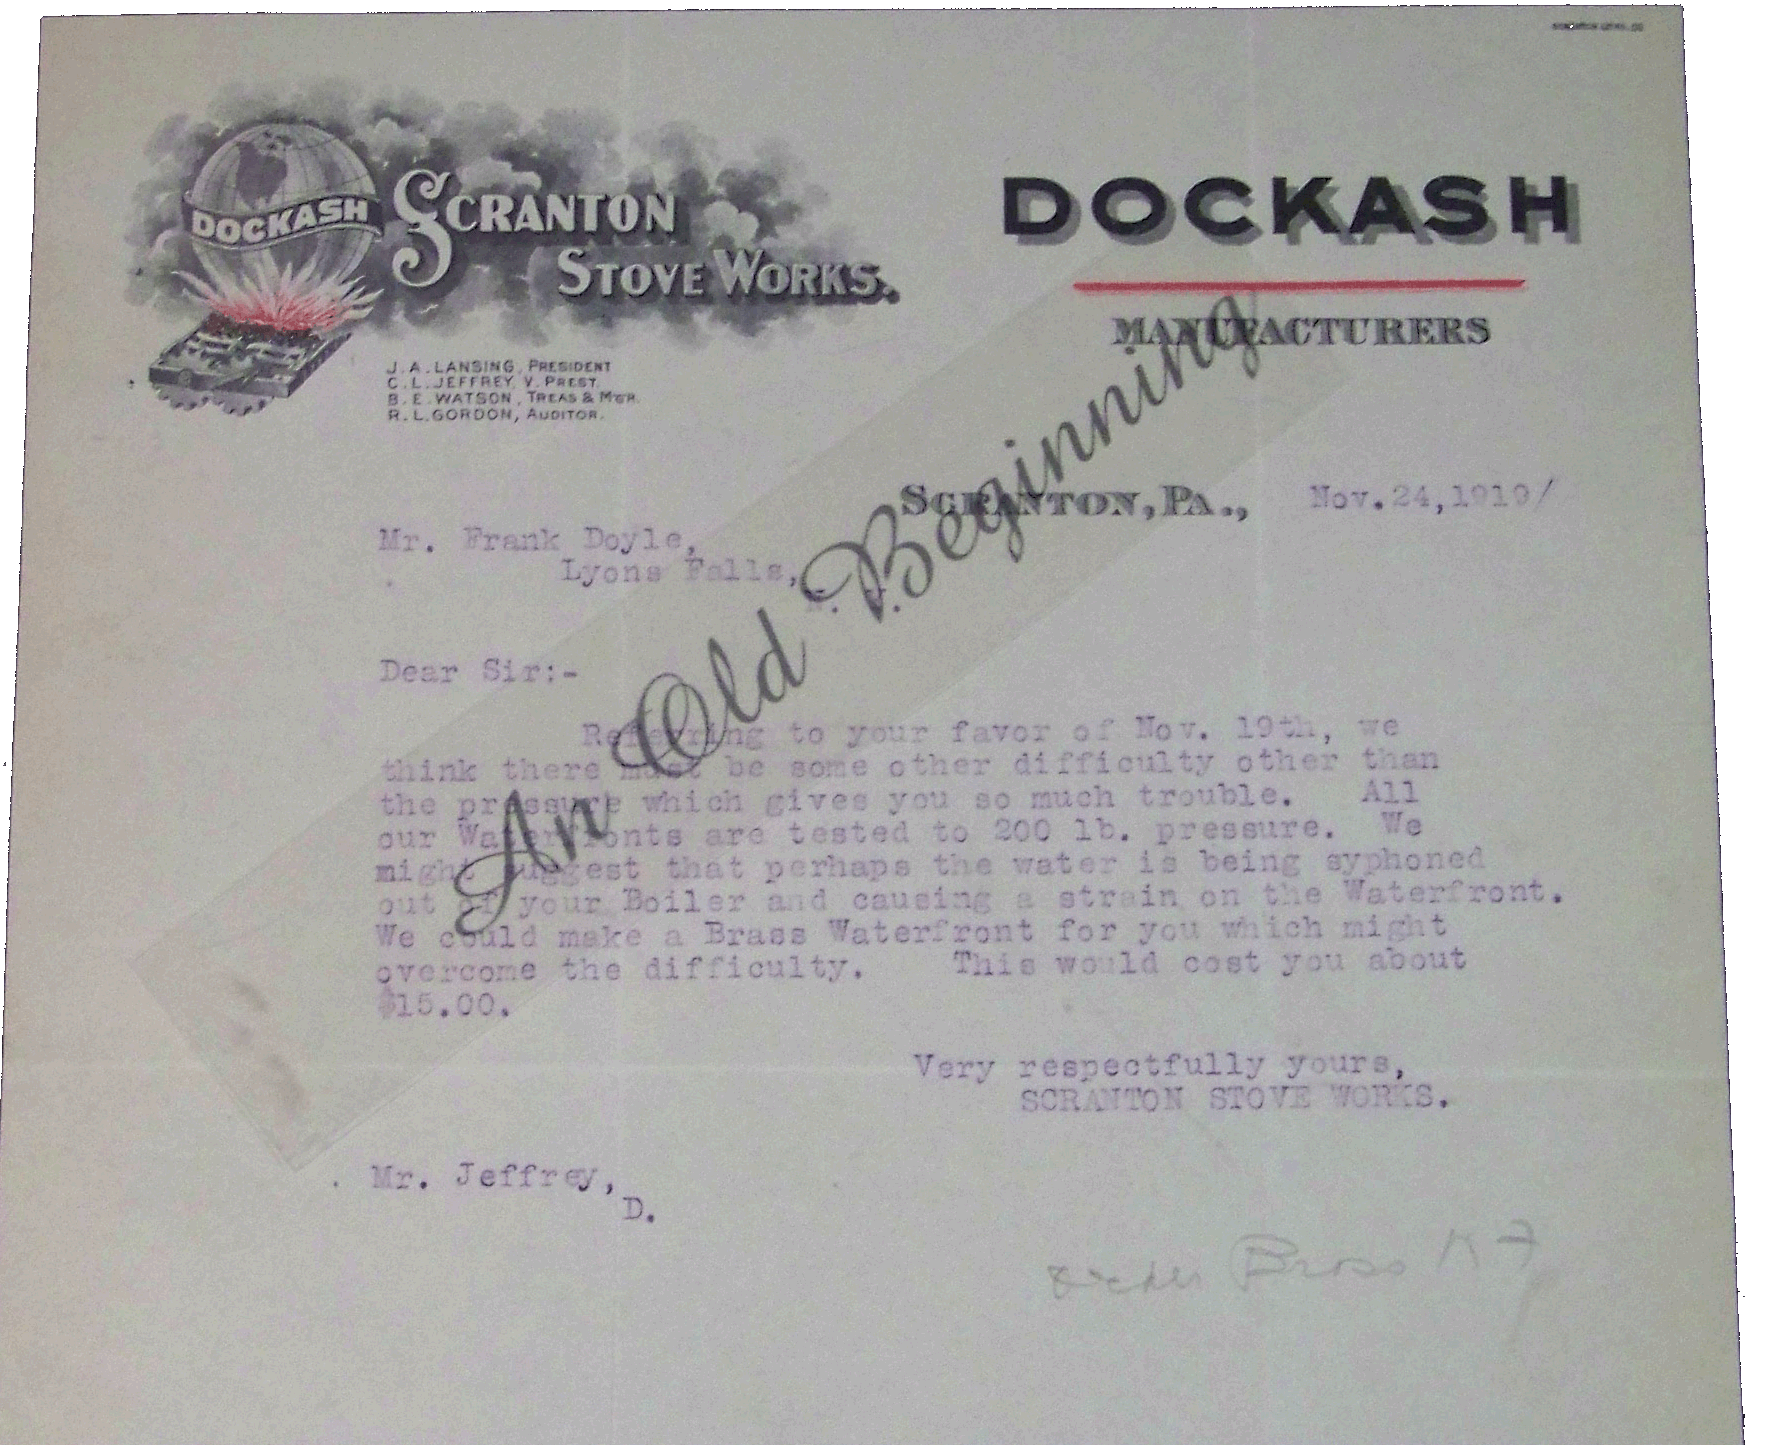 DOCKASH
SCRANTON
STOVE WORKS.
DOCKASH
MANUFACTURERS
J. A. LANSING, PRESIDENT
C. L. JEFFREY, V. PREST.
B. E. WATSON, TREAS & M'G'R.
R. L. GORDON, AUDITOR.
SCRANTON, PA., Nov. 24, 1919/
Mr. Frank Doyle,
Lyons Falls,
N. Y.
Dear Sir:-
Referring to your favor of Nov. 19th, we
think there must be some other difficulty other than
the pressure which gives you so much trouble. All
our Waterfronts are tested to 200 lb. pressure. We
might suggest that perhaps the water is being syphoned
out of your Boiler and causing a strain on the Waterfront.
We could make a Brass Waterfront for you which might
overcome the difficulty. This would cost you about
$15.00.
Very respectfully yours,
SCRANTON STOVE WORKS.
Mr. Jeffrey,
D.
Brass
An Old Beginning